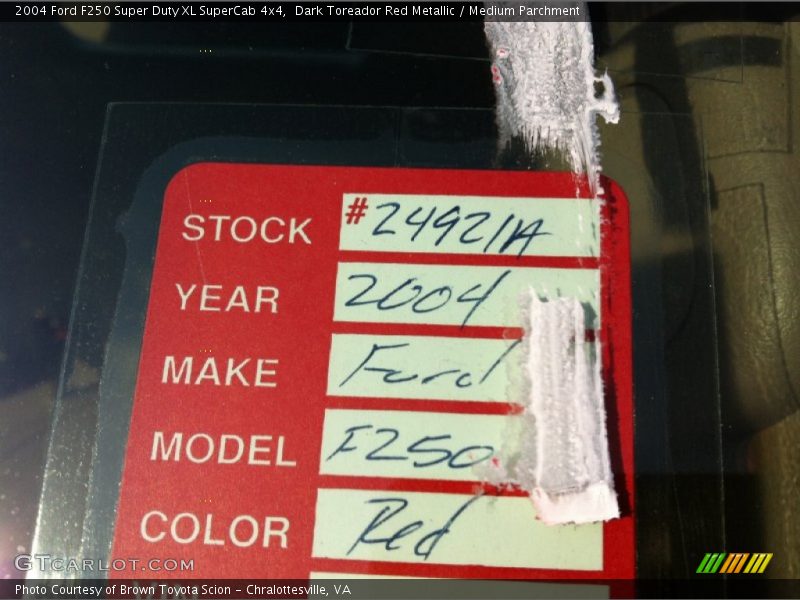 2004 Ford F250 Super Duty XL SuperCab 4x4,  Dark Toreador Red Metallic / Medium Parchment
STOCK #24921A
YEAR 2004
MAKE Ford
MODEL F250
COLOR Red
GTCARLOT.COM
Photo Courtesy of Brown Toyota Scion - Chralottesville, VA